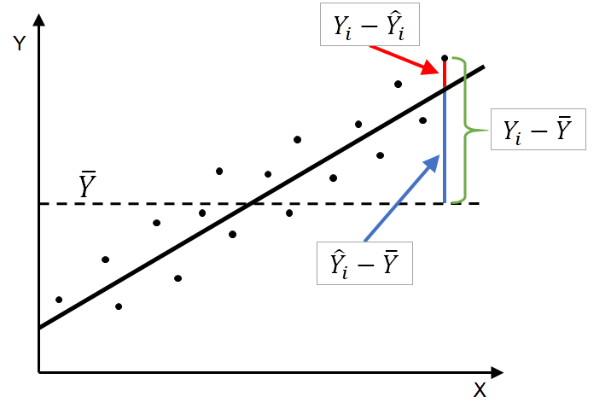 Yᵢ − Ŷᵢ
Y
Yᵢ − Ȳ
Ȳ
Ŷᵢ − Ȳ
X